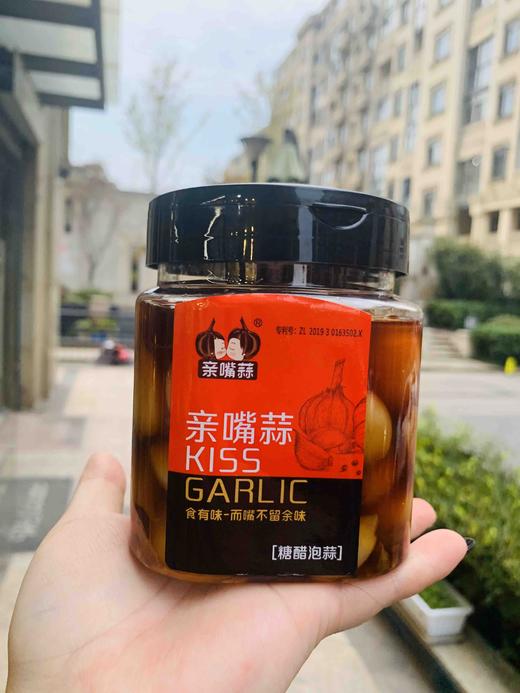 专利号：ZL 2019 3 0163502.X
®
亲嘴蒜
亲嘴蒜
KISS
GARLIC
食有味-而嘴不留余味
[糖醋泡蒜]